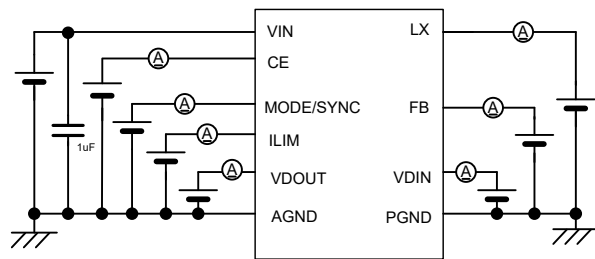 VIN
LX
A
A
CE
A
MODE/SYNC
A
FB
A
1uF
ILIM
A
VDOUT
VDIN
A
AGND
PGND